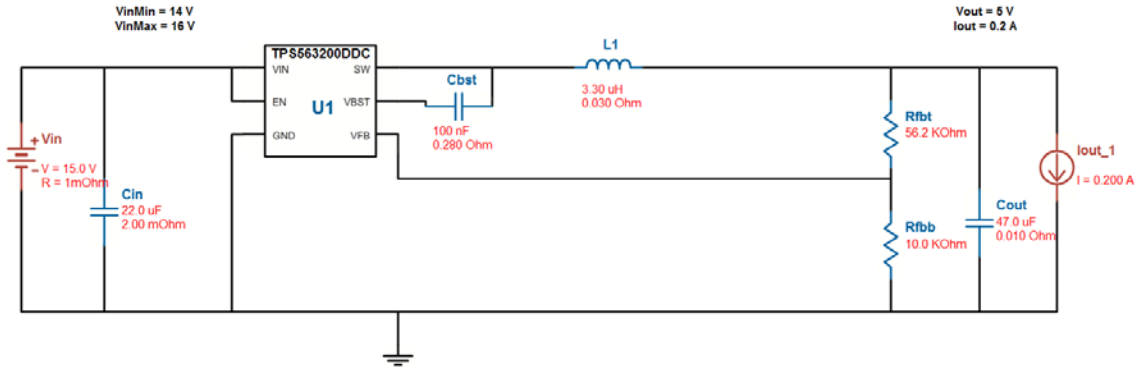 VinMin = 14 V
VinMax = 16 V
Vout = 5 V
Iout = 0.2 A
TPS563200DDC
VIN
SW
EN
VBST
GND
VFB
U1
Cbst
100 nF
0.280 Ohm
L1
3.30 uH
0.030 Ohm
Vin
V = 15.0 V
R = 1mOhm
Cin
22.0 uF
2.00 mOhm
Rfbt
56.2 KOhm
Rfbb
10.0 KOhm
Cout
47.0 uF
0.010 Ohm
Iout_1
I = 0.200 A